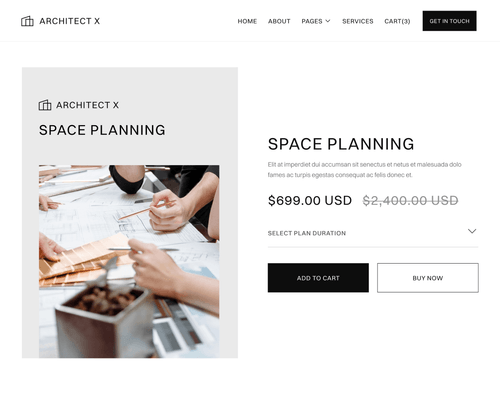 ARCHITECT X
HOME ABOUT PAGES SERVICES CART(3) GET IN TOUCH
ARCHITECT X
SPACE PLANNING
SPACE PLANNING
Elit at imperdiet dui accumsan sit senectus et netus et malesuada dolo
fames ac turpis egestas consequat ac felis donec et.
$699.00 USD $2,400.00 USD
SELECT PLAN DURATION
ADD TO CART BUY NOW